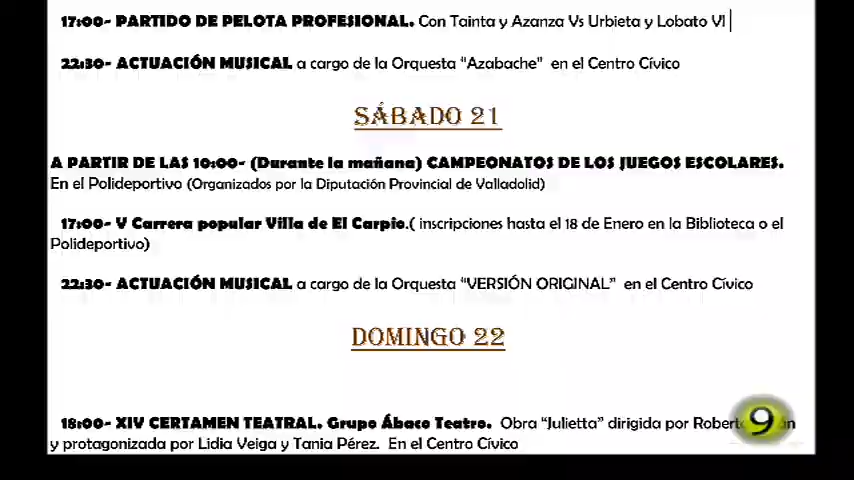 17:00- PARTIDO DE PELOTA PROFESIONAL. Con Tainta y Azanza Vs Urbieta y Lobato VI
22:30- ACTUACIÓN MUSICAL a cargo de la Orquesta "Azabache" en el Centro Cívico
SÁBADO 21
A PARTIR DE LAS 10:00- (Durante la mañana) CAMPEONATOS DE LOS JUEGOS ESCOLARES.
En el Polideportivo (Organizados por la Diputación Provincial de Valladolid)
17:00- V Carrera popular Villa de El Carpio.( inscripciones hasta el 18 de Enero en la Biblioteca o el
Polideportivo)
22:30- ACTUACIÓN MUSICAL a cargo de la Orquesta "VERSIÓN ORIGINAL" en el Centro Cívico
DOMINGO 22
18:00- XIV CERTAMEN TEATRAL. Grupo Ábaco Teatro. Obra "Julietta" dirigida por
y protagonizada por Lidia Veiga y Tania Pérez. En el Centro Cívico
9